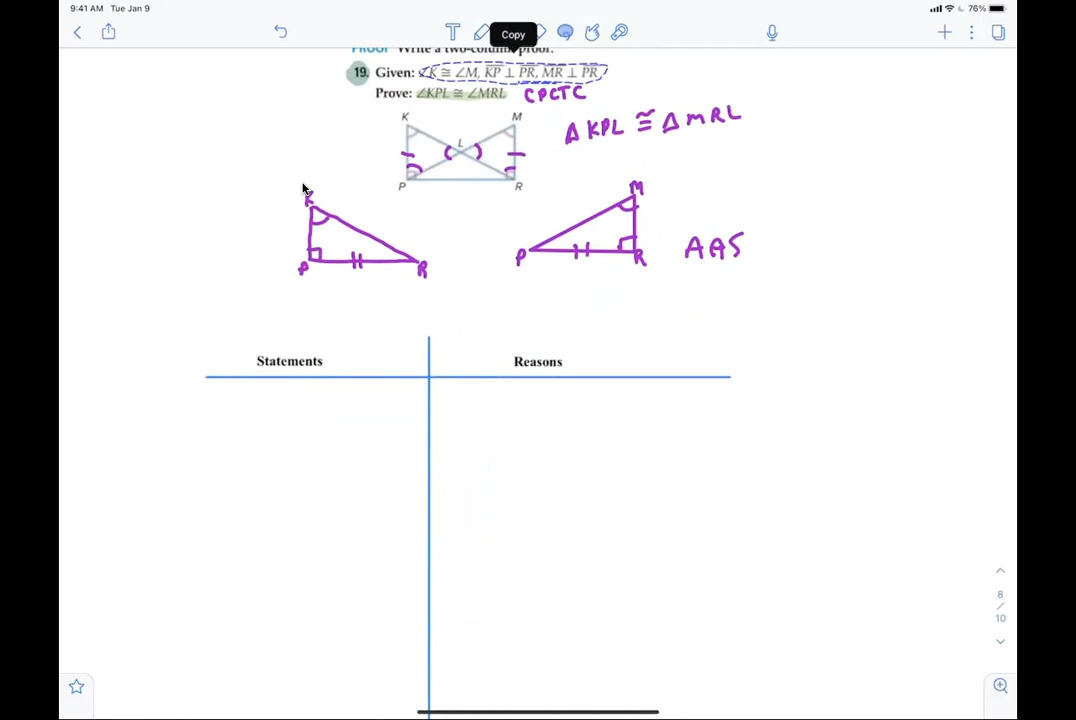 9:41 AM Tue Jan 9
76%
Copy
PROOF Write a two-column proof.
19. Given: ∠K ≅ ∠M, KP ⊥ PR, MR ⊥ PR
Prove: ∠KPL ≅ ∠MRL CPCTC
Δ KPL ≅ Δ MRL
K M
L
P R
K M
P R P R
AAS
Statements Reasons
8
/
10